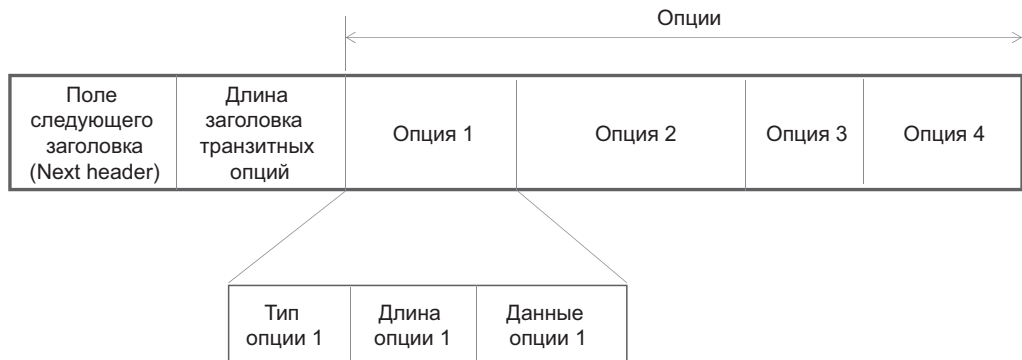 Опции
Поле
следующего
заголовка
(Next header)
Длина
заголовка
транзитных
опций
Опция 1
Опция 2
Опция 3
Опция 4
Тип
опции 1
Длина
опции 1
Данные
опции 1